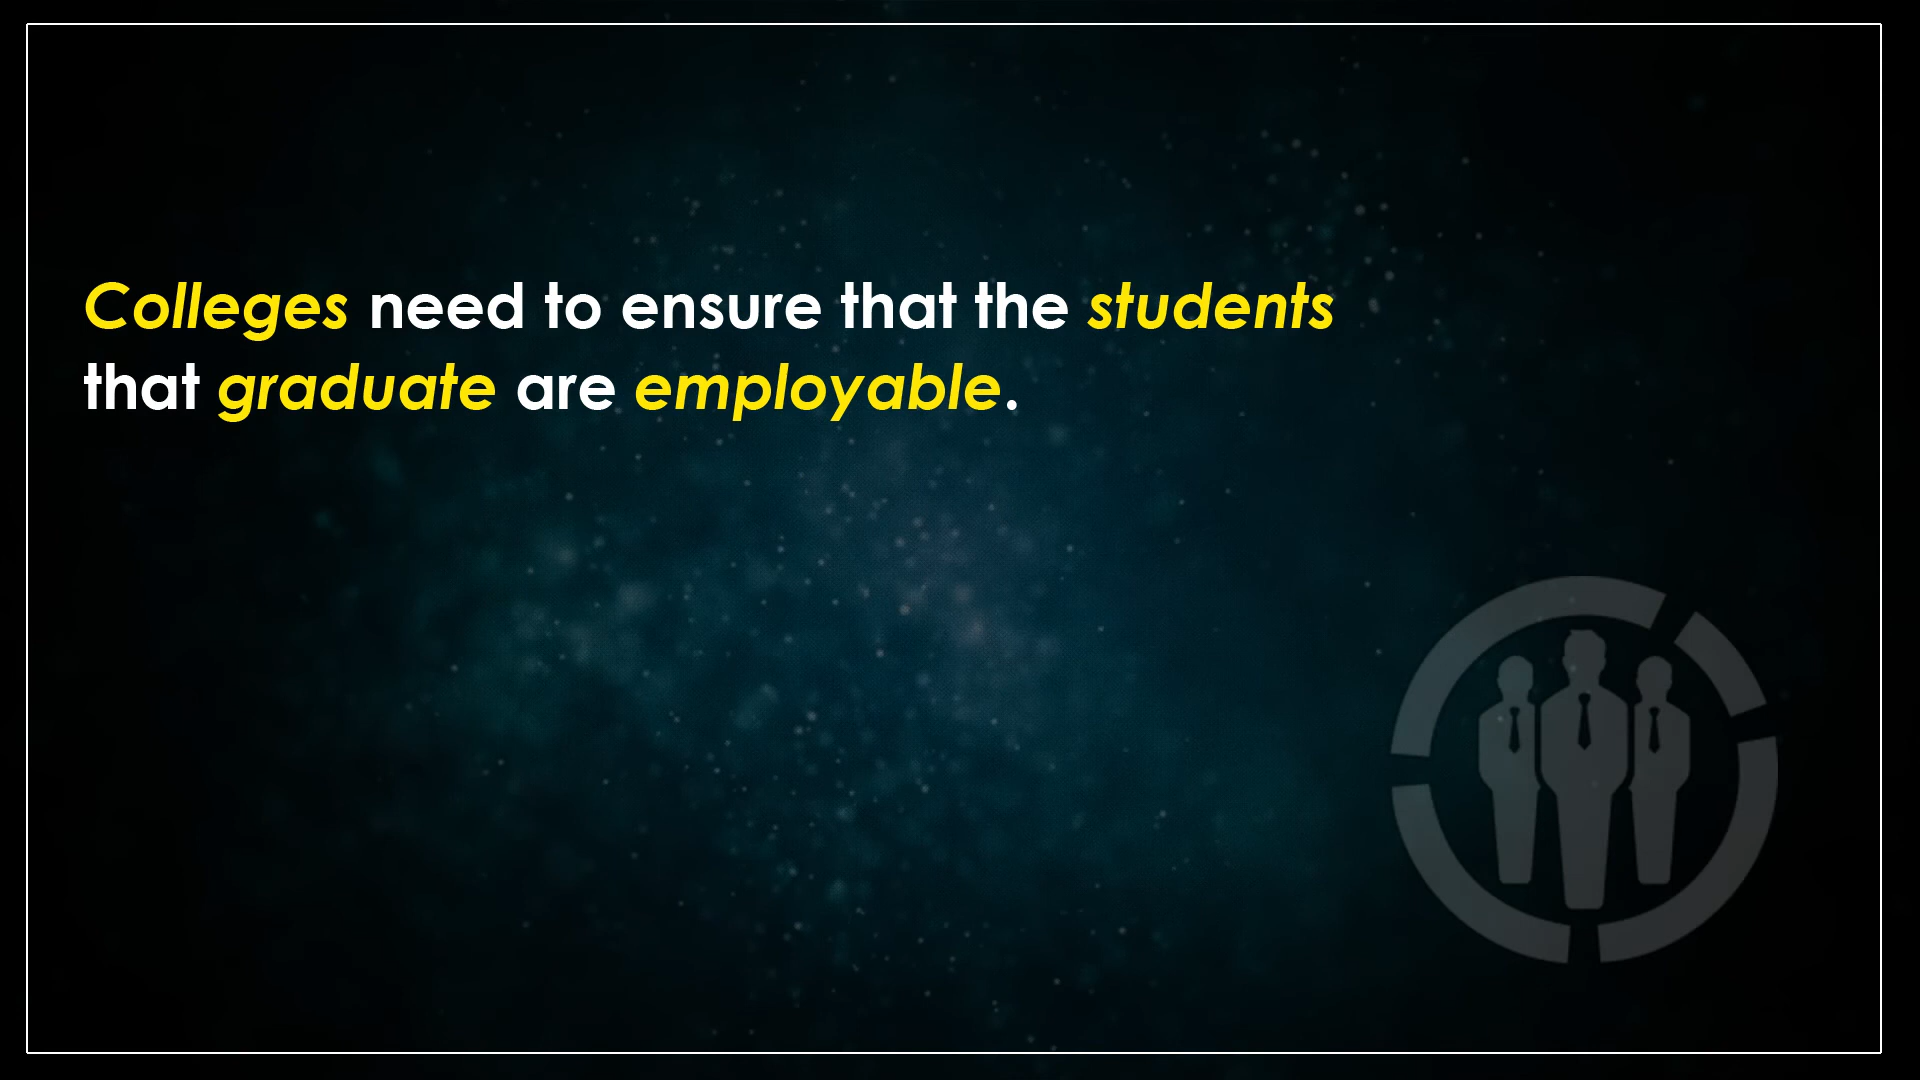 Colleges need to ensure that the students
that graduate are employable.